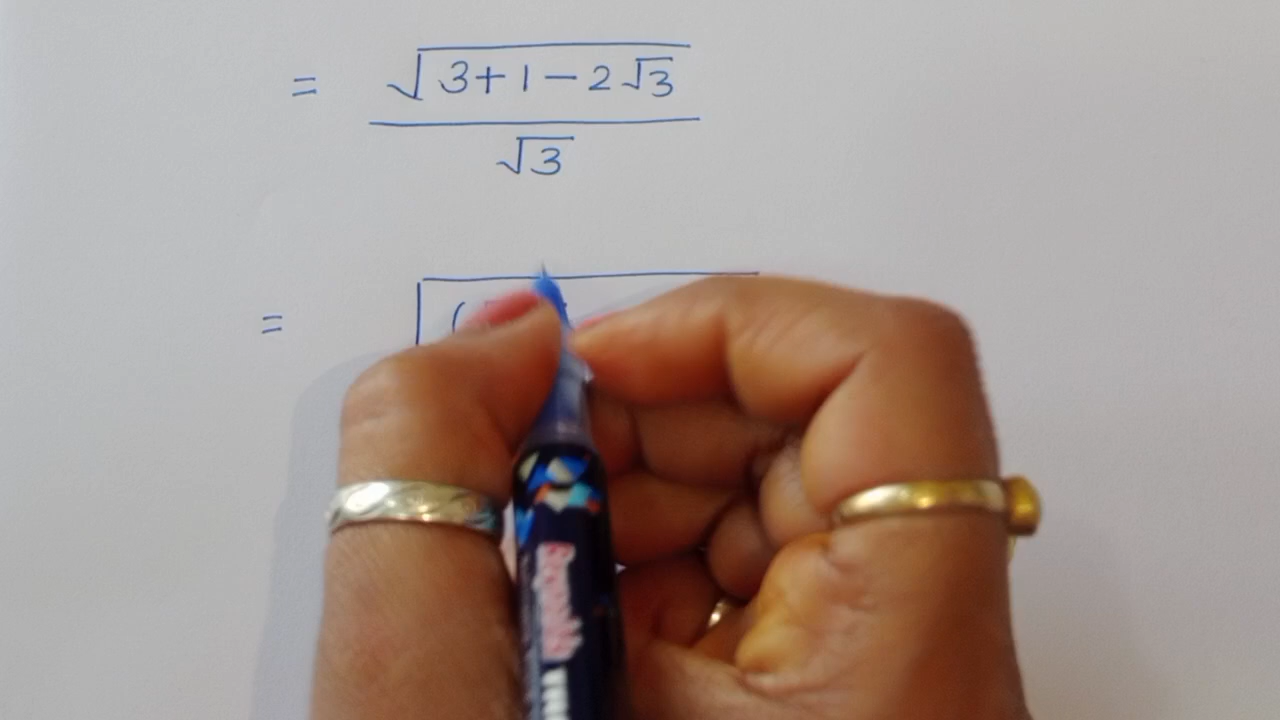 = √(3+1−2√3)
√3
= (